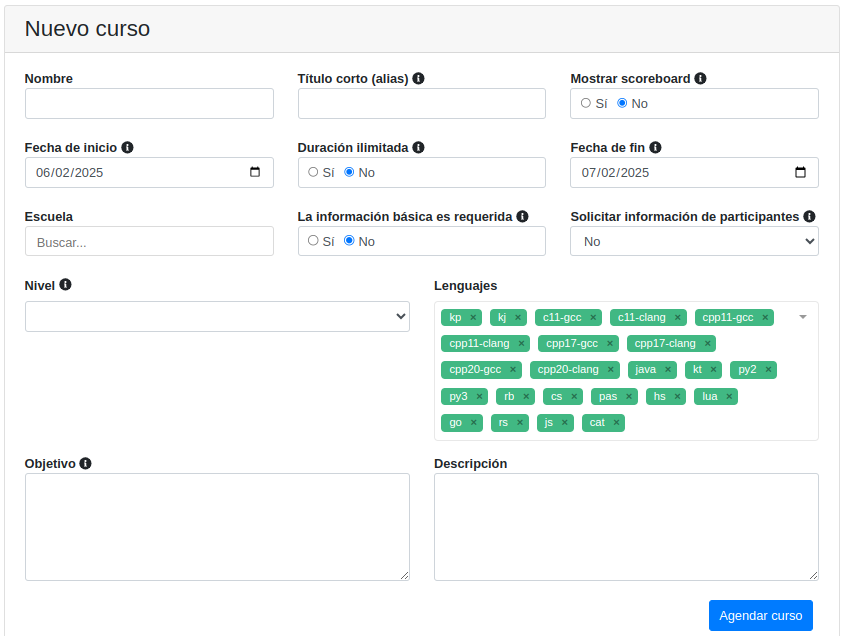 Nuevo curso
Nombre
Título corto (alias)
Mostrar scoreboard
Sí No
Fecha de inicio
Duración ilimitada
Fecha de fin
06/02/2025
Sí No
07/02/2025
Escuela
La información básica es requerida
Solicitar información de participantes
Buscar...
Sí No
No
Nivel
Lenguajes
kp × kj × c11-gcc × c11-clang × cpp11-gcc ×
cpp11-clang × cpp17-gcc × cpp17-clang ×
cpp20-gcc × cpp20-clang × java × kt × py2 ×
py3 × rb × cs × pas × hs × lua ×
go × rs × js × cat ×
Objetivo
Descripción
Agendar curso